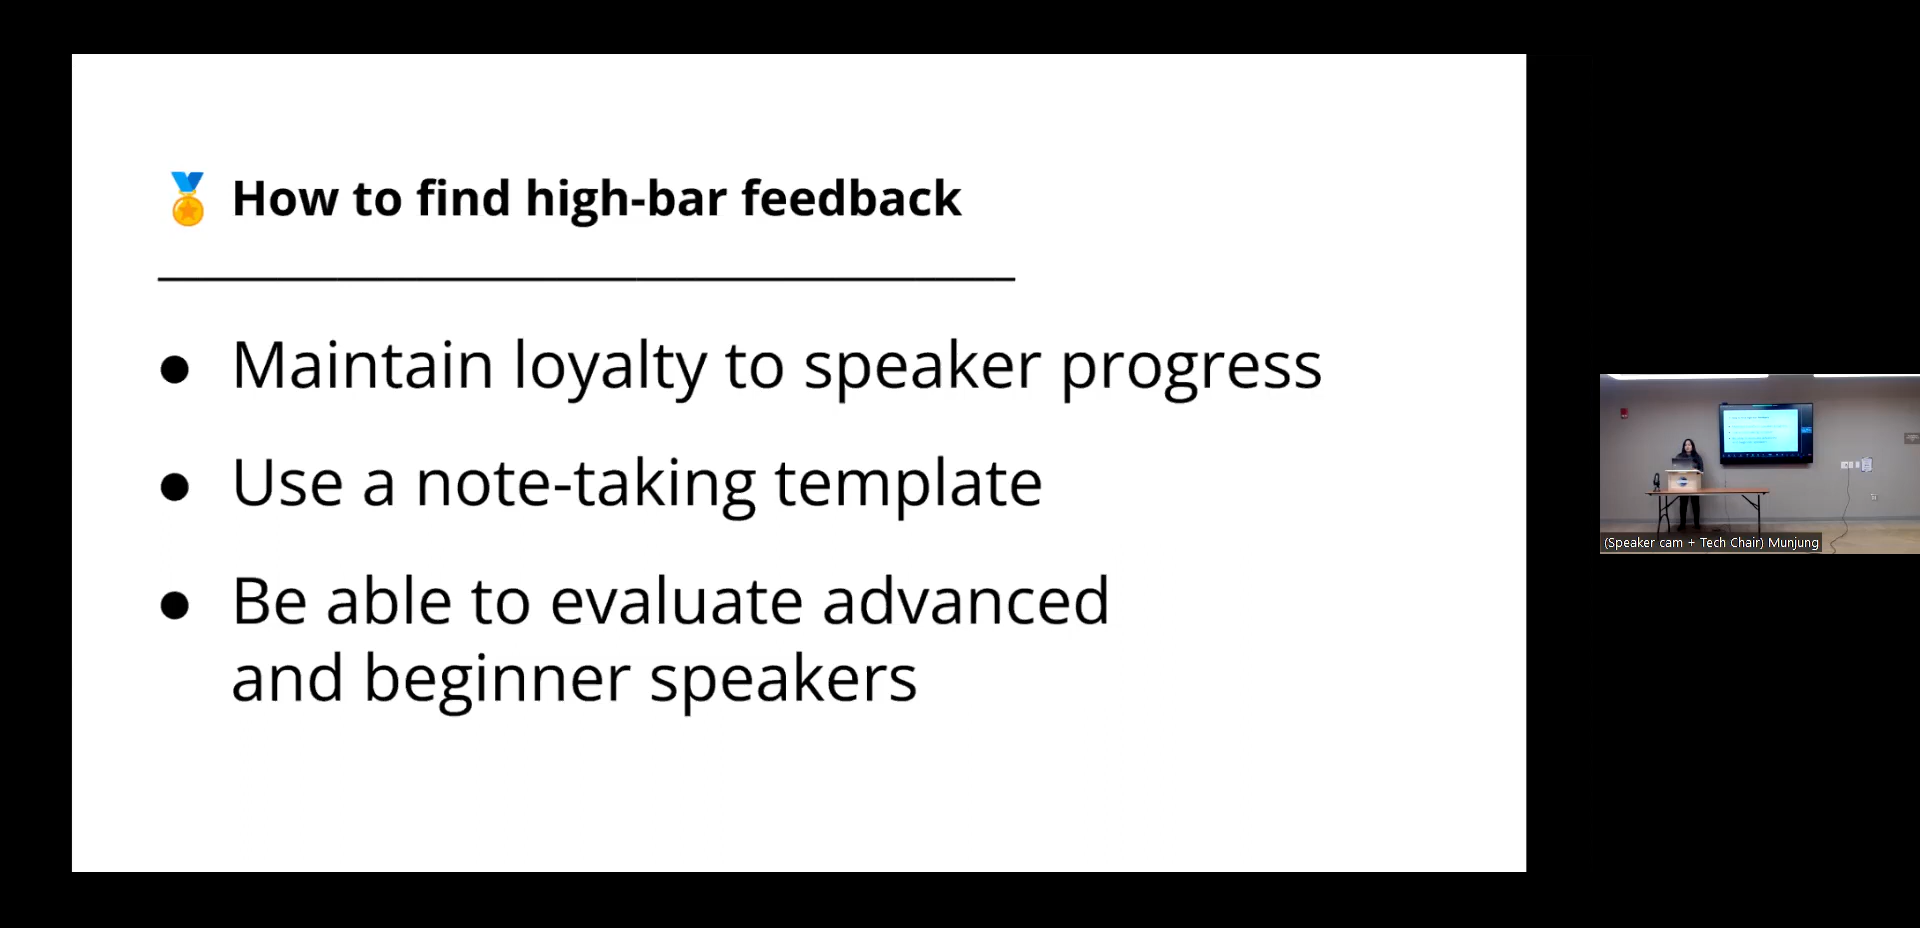 How to find high-bar feedback
● Maintain loyalty to speaker progress
● Use a note-taking template
● Be able to evaluate advanced
and beginner speakers
(Speaker cam + Tech Chair) Munjung